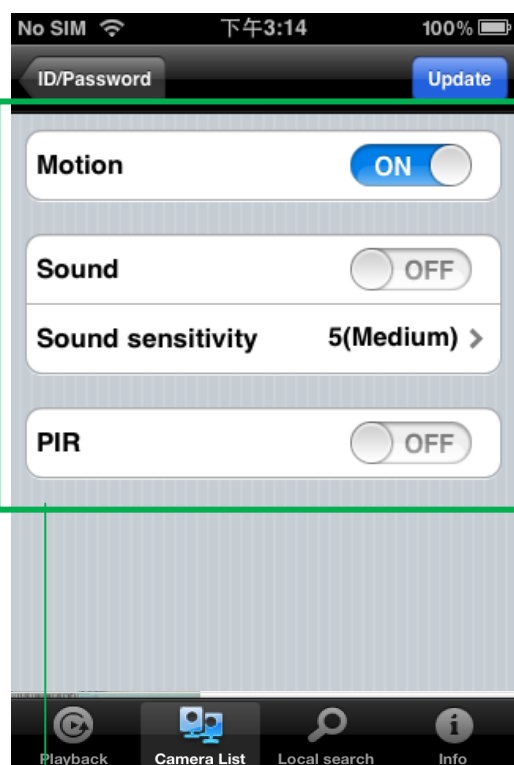 No SIM 下午3:14 100%
ID/Password Update
Motion ON
Sound OFF
Sound sensitivity 5(Medium)
PIR OFF
Playback Camera List Local search Info